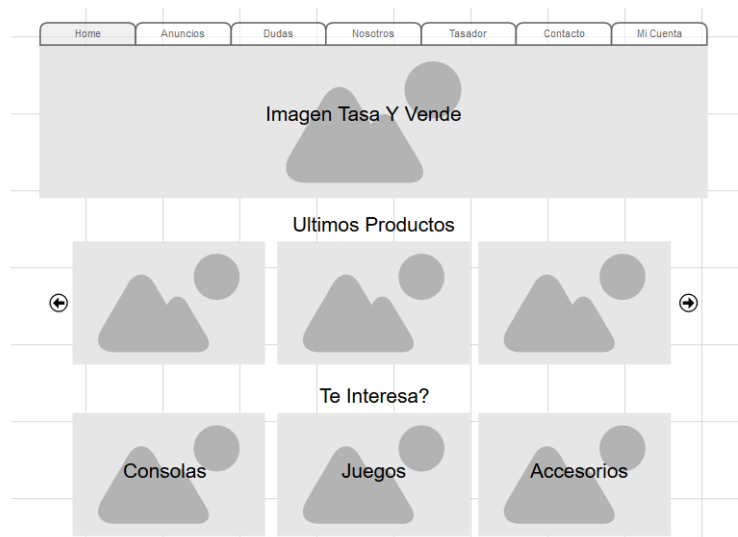 Home
Anuncios
Dudas
Nosotros
Tasador
Contacto
Mi Cuenta
Imagen Tasa Y Vende
Ultimos Productos
Te Interesa?
Consolas
Juegos
Accesorios